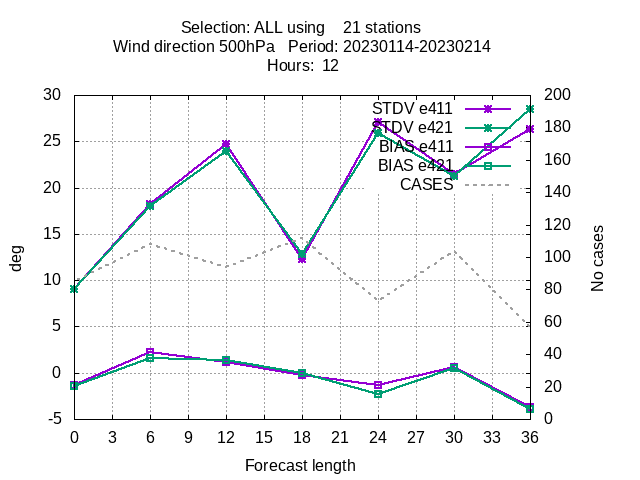 Selection: ALL using    21 stations
Wind direction 500hPa   Period: 20230114-20230214
Hours:  12
30
25
20
15
10
5
0
-5
deg
200
180
160
140
120
100
80
60
40
20
0
No cases
STDV e411
STDV e421
BIAS e411
BIAS e421
CASES
0 3 6 9 12 15 18 21 24 27 30 33 36
Forecast length